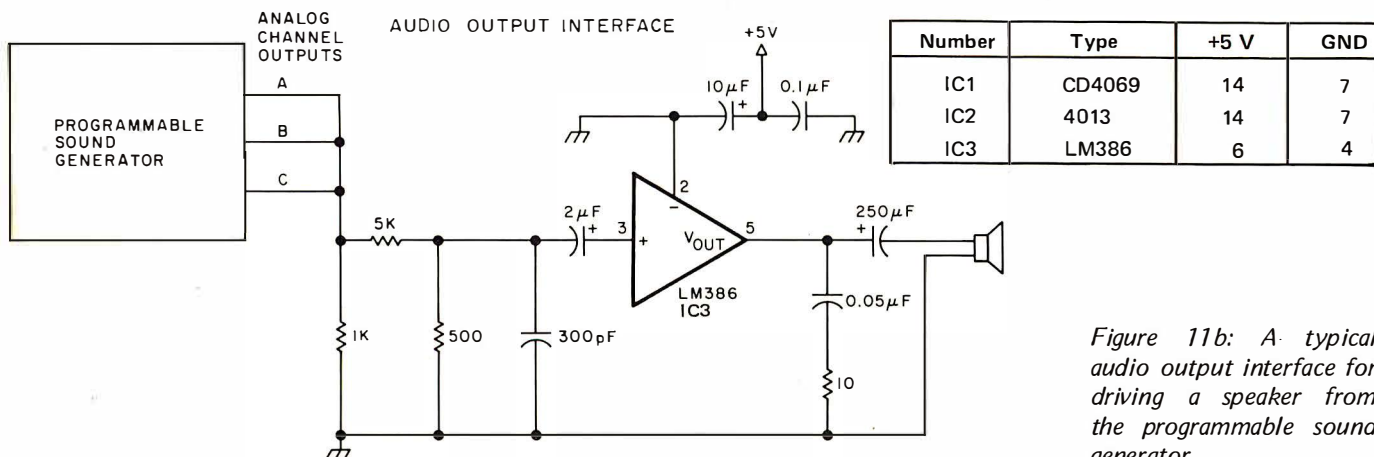 ANALOG
CHANNEL
OUTPUTS
AUDIO OUTPUT INTERFACE
+5V
10µF
+
0.1µF
A
B
C
PROGRAMMABLE
SOUND
GENERATOR
5K
2µF
+
3
+
2
−
VOUT
5
LM386
IC3
250µF
+
1K
500
300pF
0.05µF
10
Number Type +5 V GND
IC1 CD4069 14 7
IC2 4013 14 7
IC3 LM386 6 4
Figure 11b: A typical
audio output interface for
driving a speaker from
the programmable sound
generator